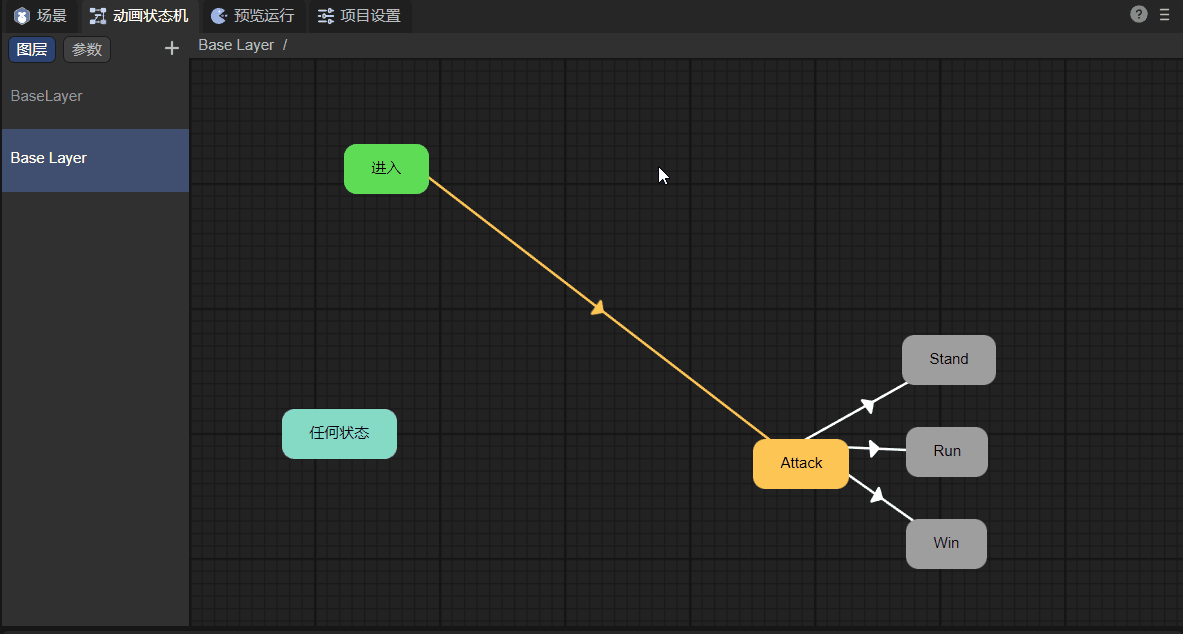 场景 动画状态机 预览运行 项目设置 ?
图层 参数 + Base Layer /
BaseLayer
Base Layer
进入
任何状态
Stand
Run
Attack
Win